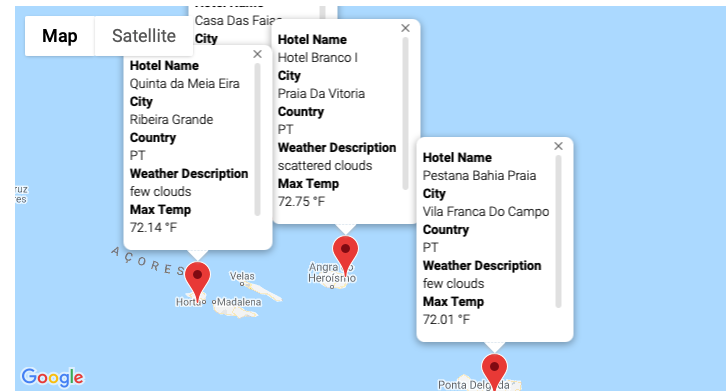 Hotel Name
Casa Das Faias
City
Map
Satellite
Hotel Name
Quinta da Meia Eira
City
Ribeira Grande
Country
PT
Weather Description
few clouds
Max Temp
72.14 °F
Hotel Name
Hotel Branco I
City
Praia Da Vitoria
Country
PT
Weather Description
scattered clouds
Max Temp
72.75 °F
Hotel Name
Pestana Bahia Praia
City
Vila Franca Do Campo
Country
PT
Weather Description
few clouds
Max Temp
72.01 °F
AÇORES
Velas
Horta
Madalena
Angra do
Heroísmo
Ponta Delgada
Google